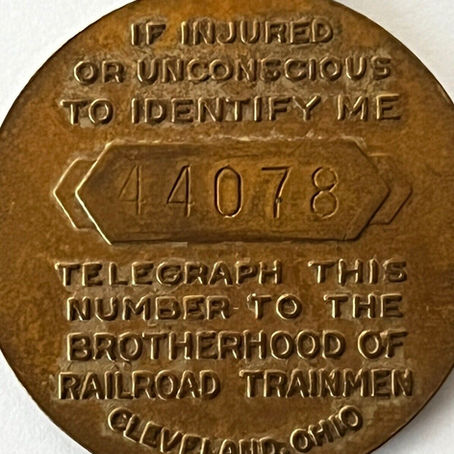 IF INJURED
OR UNCONSCIOUS
TO IDENTIFY ME
44078
TELEGRAPH THIS
NUMBER TO THE
BROTHERHOOD OF
RAILROAD TRAINMEN
CLEVELAND, OHIO